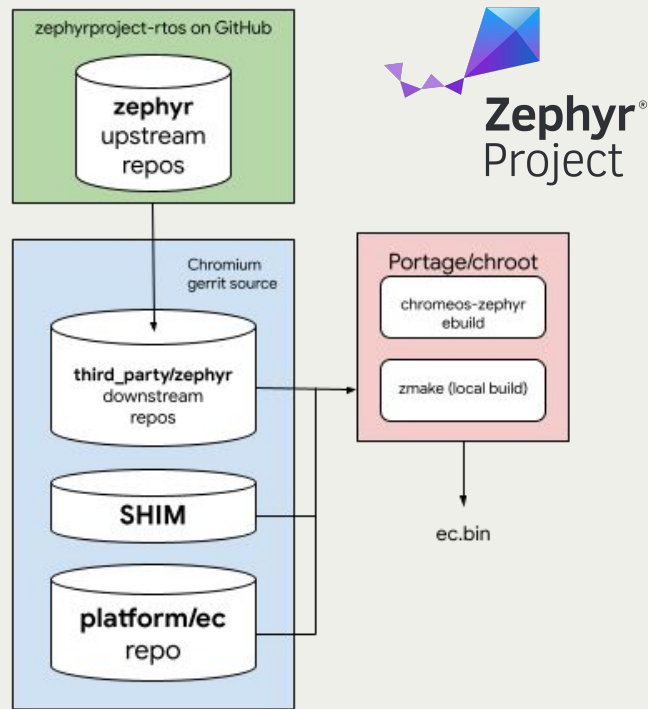 zephyrproject-rtos on GitHub
zephyr
upstream
repos
Zephyr®
Project
Chromium
gerrit source
third_party/zephyr
downstream
repos
SHIM
platform/ec
repo
Portage/chroot
chromeos-zephyr
ebuild
zmake (local build)
ec.bin